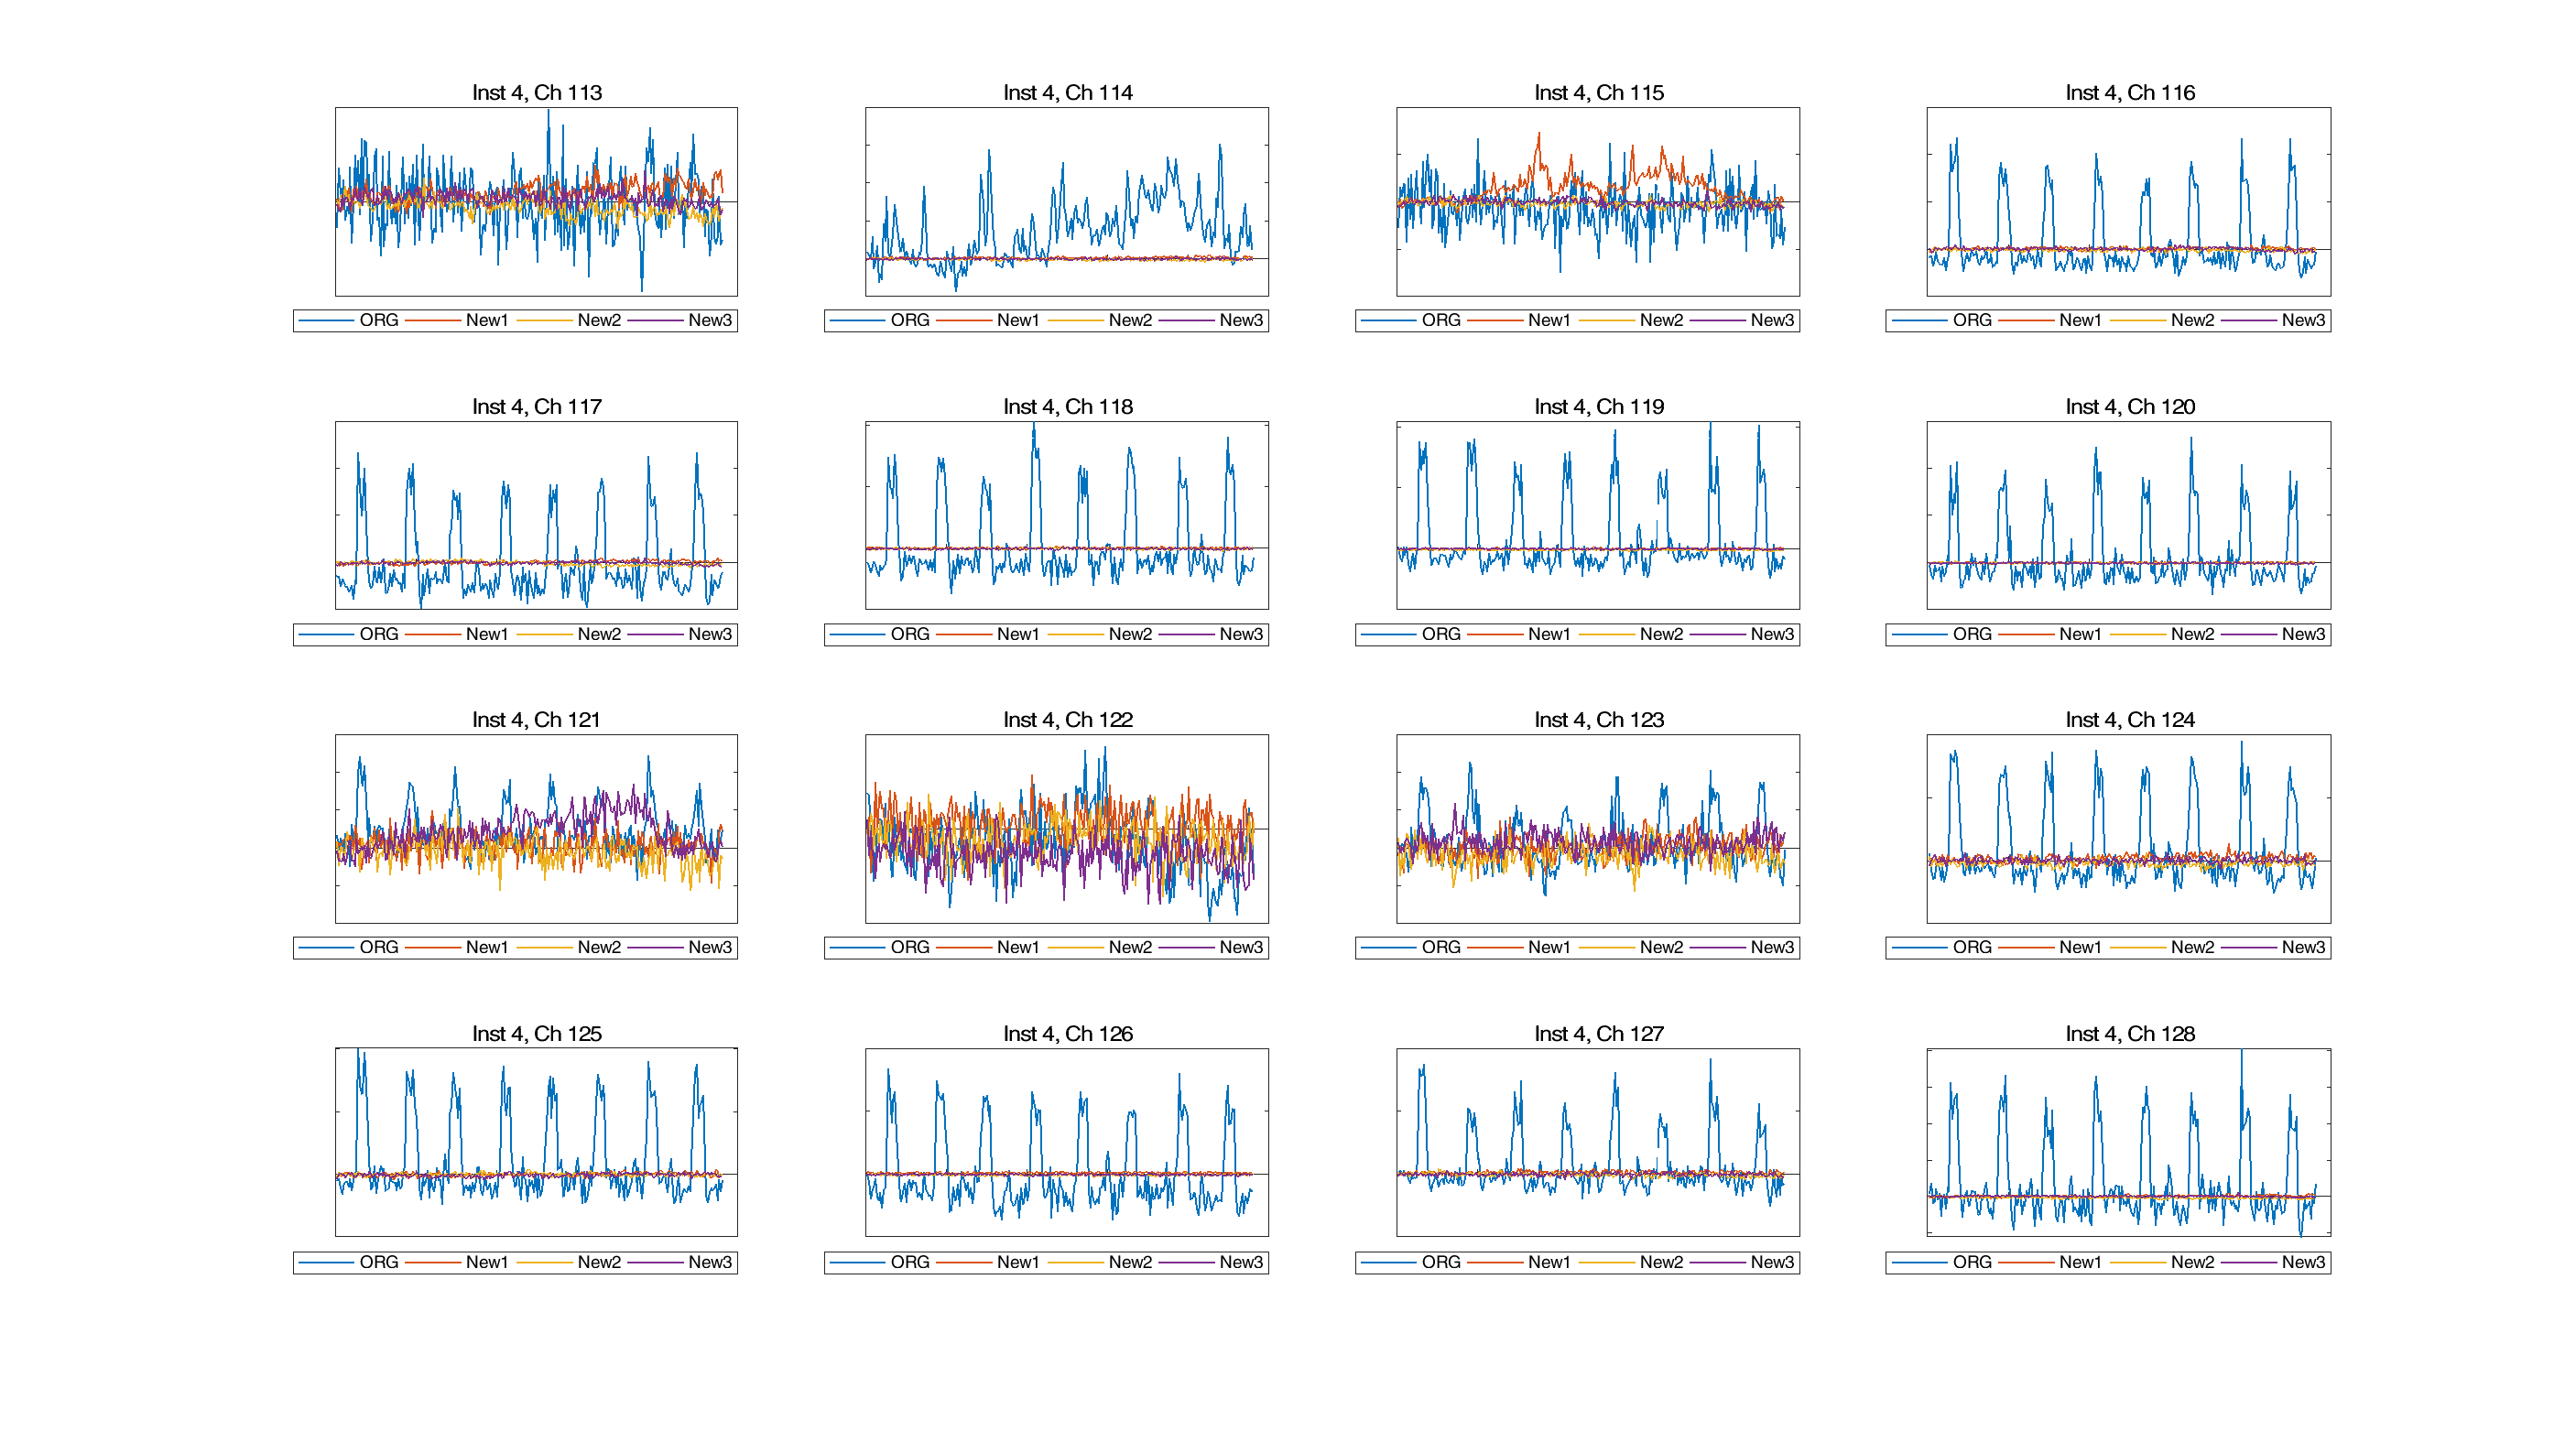 Inst 4, Ch 113
Inst 4, Ch 114
Inst 4, Ch 115
Inst 4, Ch 116
ORG New1 New2 New3
ORG New1 New2 New3
ORG New1 New2 New3
ORG New1 New2 New3
Inst 4, Ch 117
Inst 4, Ch 118
Inst 4, Ch 119
Inst 4, Ch 120
ORG New1 New2 New3
ORG New1 New2 New3
ORG New1 New2 New3
ORG New1 New2 New3
Inst 4, Ch 121
Inst 4, Ch 122
Inst 4, Ch 123
Inst 4, Ch 124
ORG New1 New2 New3
ORG New1 New2 New3
ORG New1 New2 New3
ORG New1 New2 New3
Inst 4, Ch 125
Inst 4, Ch 126
Inst 4, Ch 127
Inst 4, Ch 128
ORG New1 New2 New3
ORG New1 New2 New3
ORG New1 New2 New3
ORG New1 New2 New3